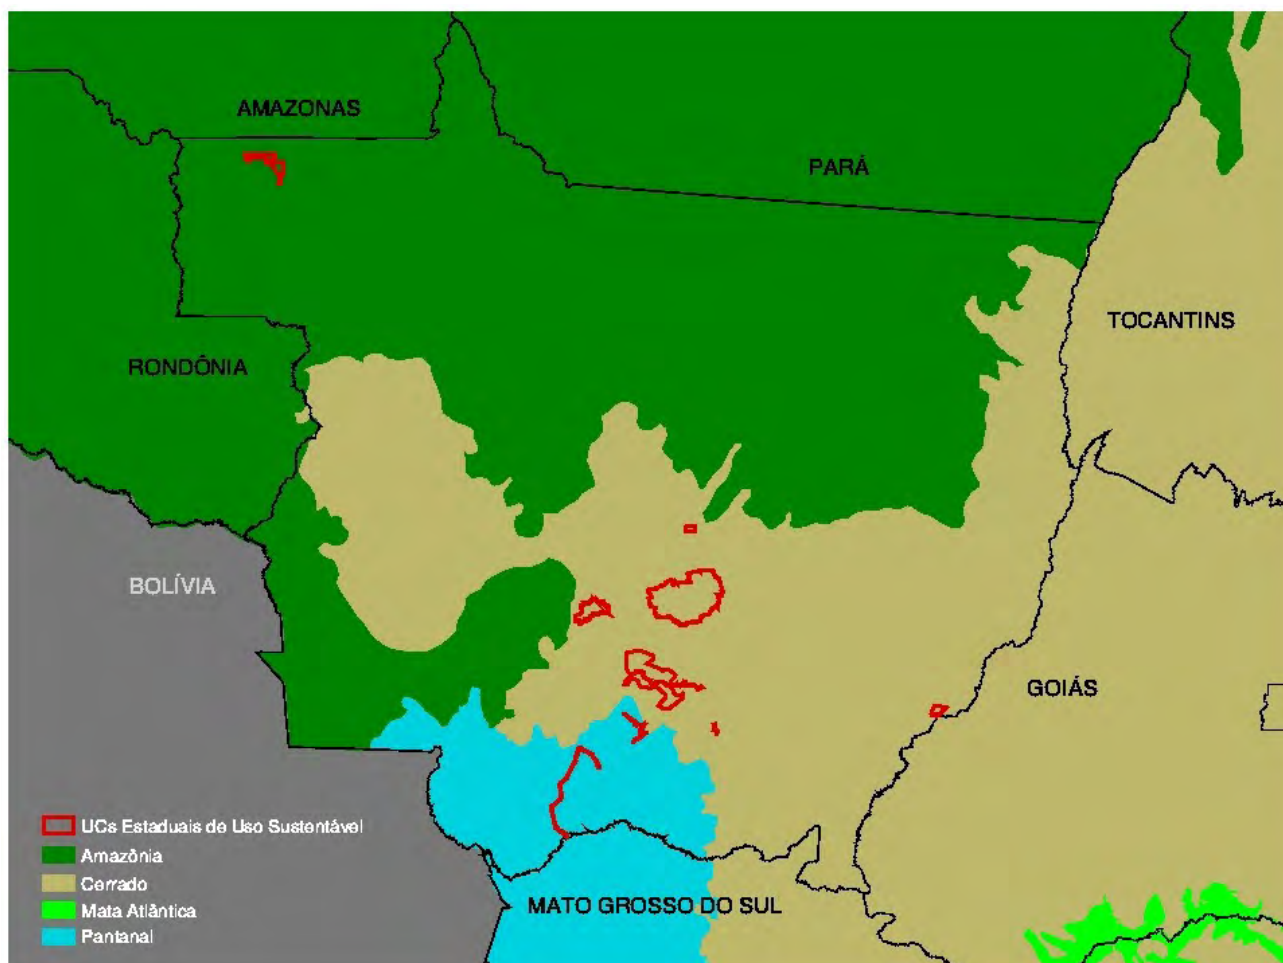 AMAZONAS
PARÁ
TOCANTINS
RONDÔNIA
BOLÍVIA
GOIÁS
UCs Estaduais de Uso Sustentável
Amazônia
Cerrado
Mata Atlântica
Pantanal
MATO GROSSO DO SUL